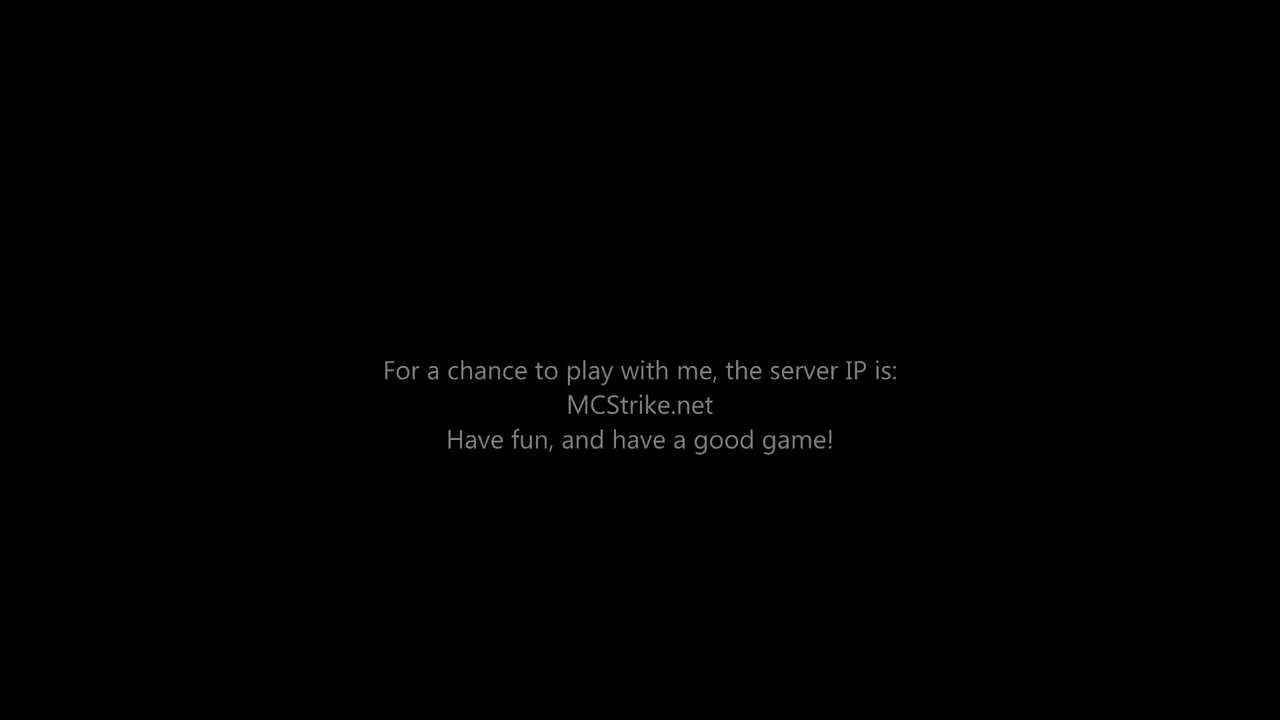 For a chance to play with me, the server IP is:
MCStrike.net
Have fun, and have a good game!